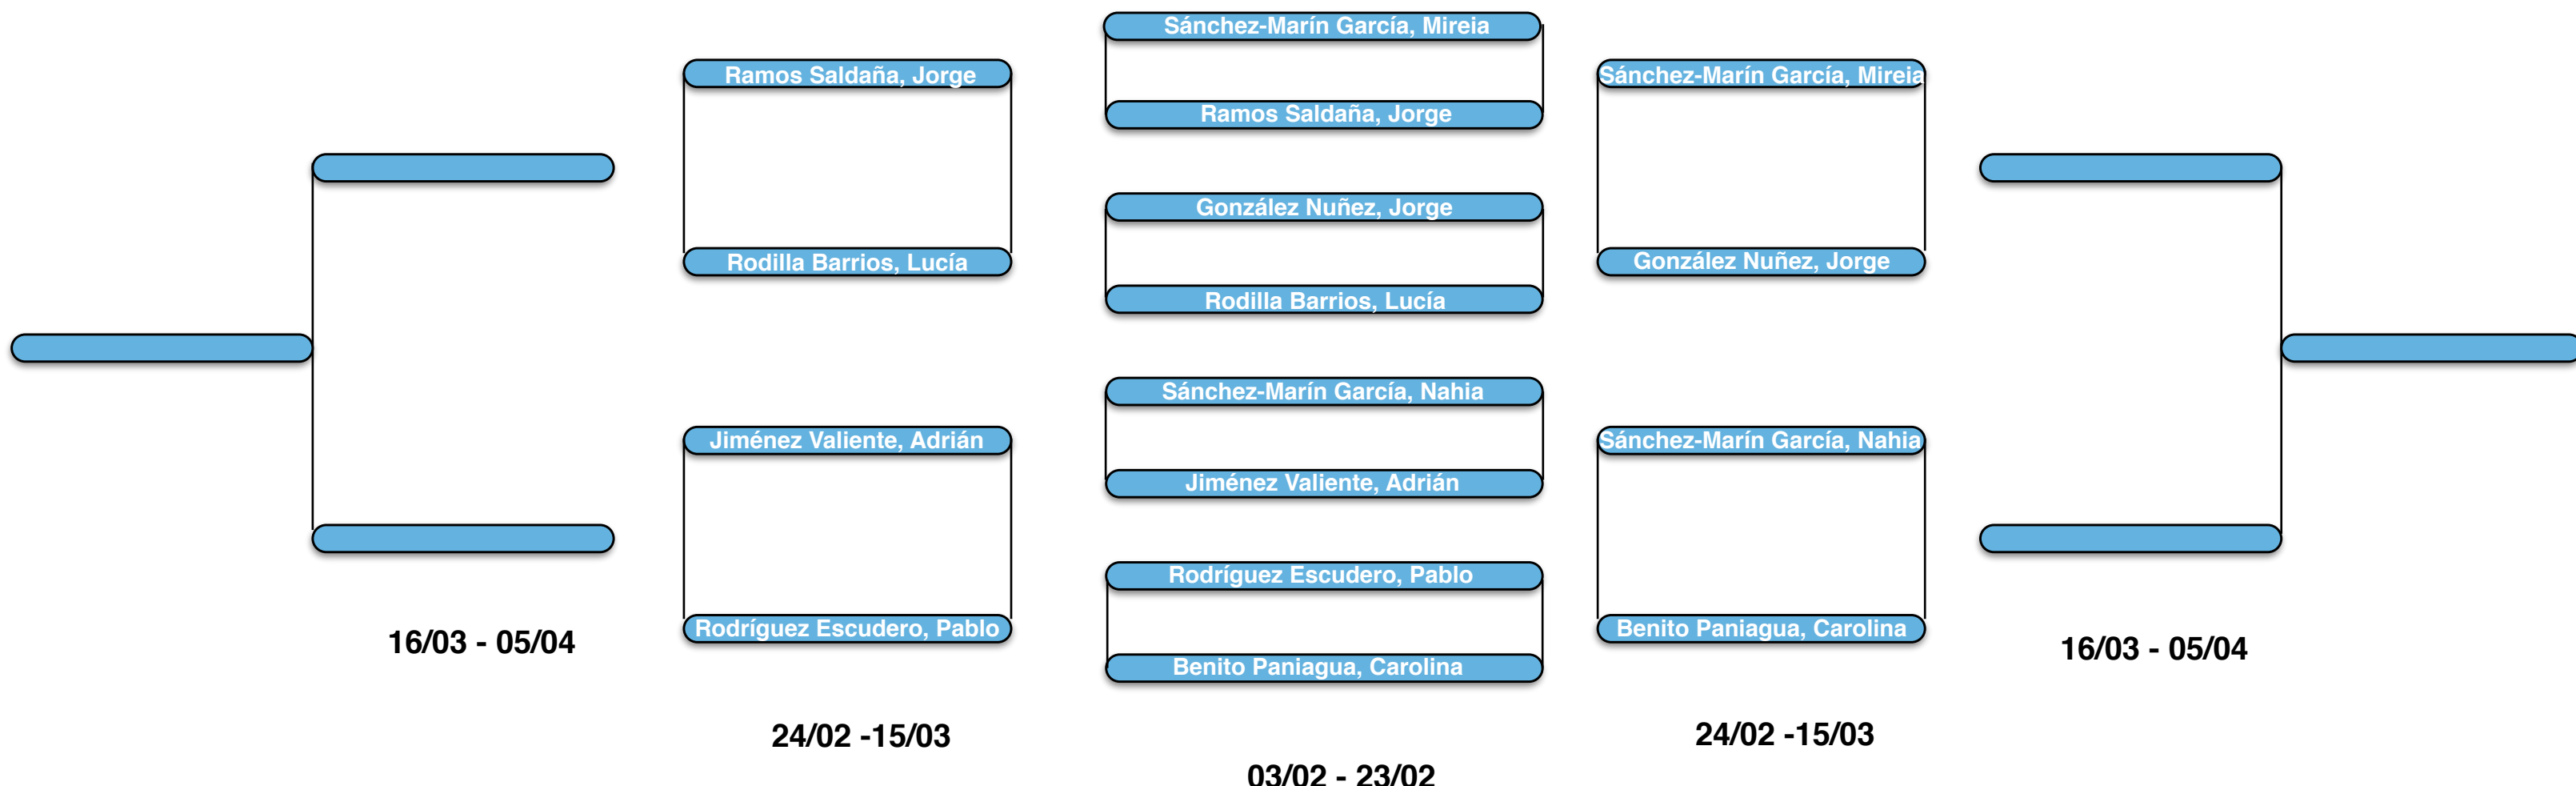 Sánchez-Marín García, Mireia
Ramos Saldaña, Jorge
Sánchez-Marín García, Mireia
Ramos Saldaña, Jorge
González Nuñez, Jorge
Rodilla Barrios, Lucía
González Nuñez, Jorge
Rodilla Barrios, Lucía
Sánchez-Marín García, Nahia
Jiménez Valiente, Adrián
Sánchez-Marín García, Nahia
Jiménez Valiente, Adrián
Rodríguez Escudero, Pablo
Rodríguez Escudero, Pablo
Benito Paniagua, Carolina
Benito Paniagua, Carolina
16/03 - 05/04
16/03 - 05/04
24/02 -15/03
24/02 -15/03
03/02 - 23/02